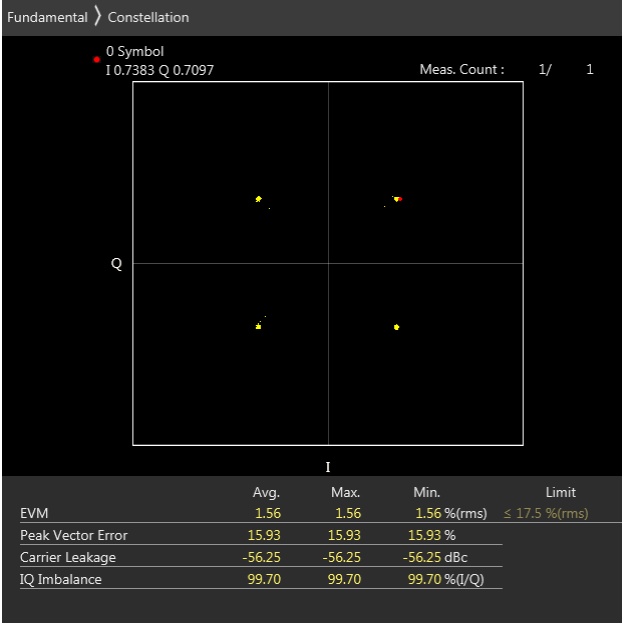 Fundamental 〉 Constellation
0 Symbol
I 0.7383 Q 0.7097 Meas. Count : 1/ 1
Q
I
Avg. Max. Min. Limit
EVM 1.56 1.56 1.56 %(rms) ≤ 17.5 %(rms)
Peak Vector Error 15.93 15.93 15.93 %
Carrier Leakage -56.25 -56.25 -56.25 dBc
IQ Imbalance 99.70 99.70 99.70 %(I/Q)